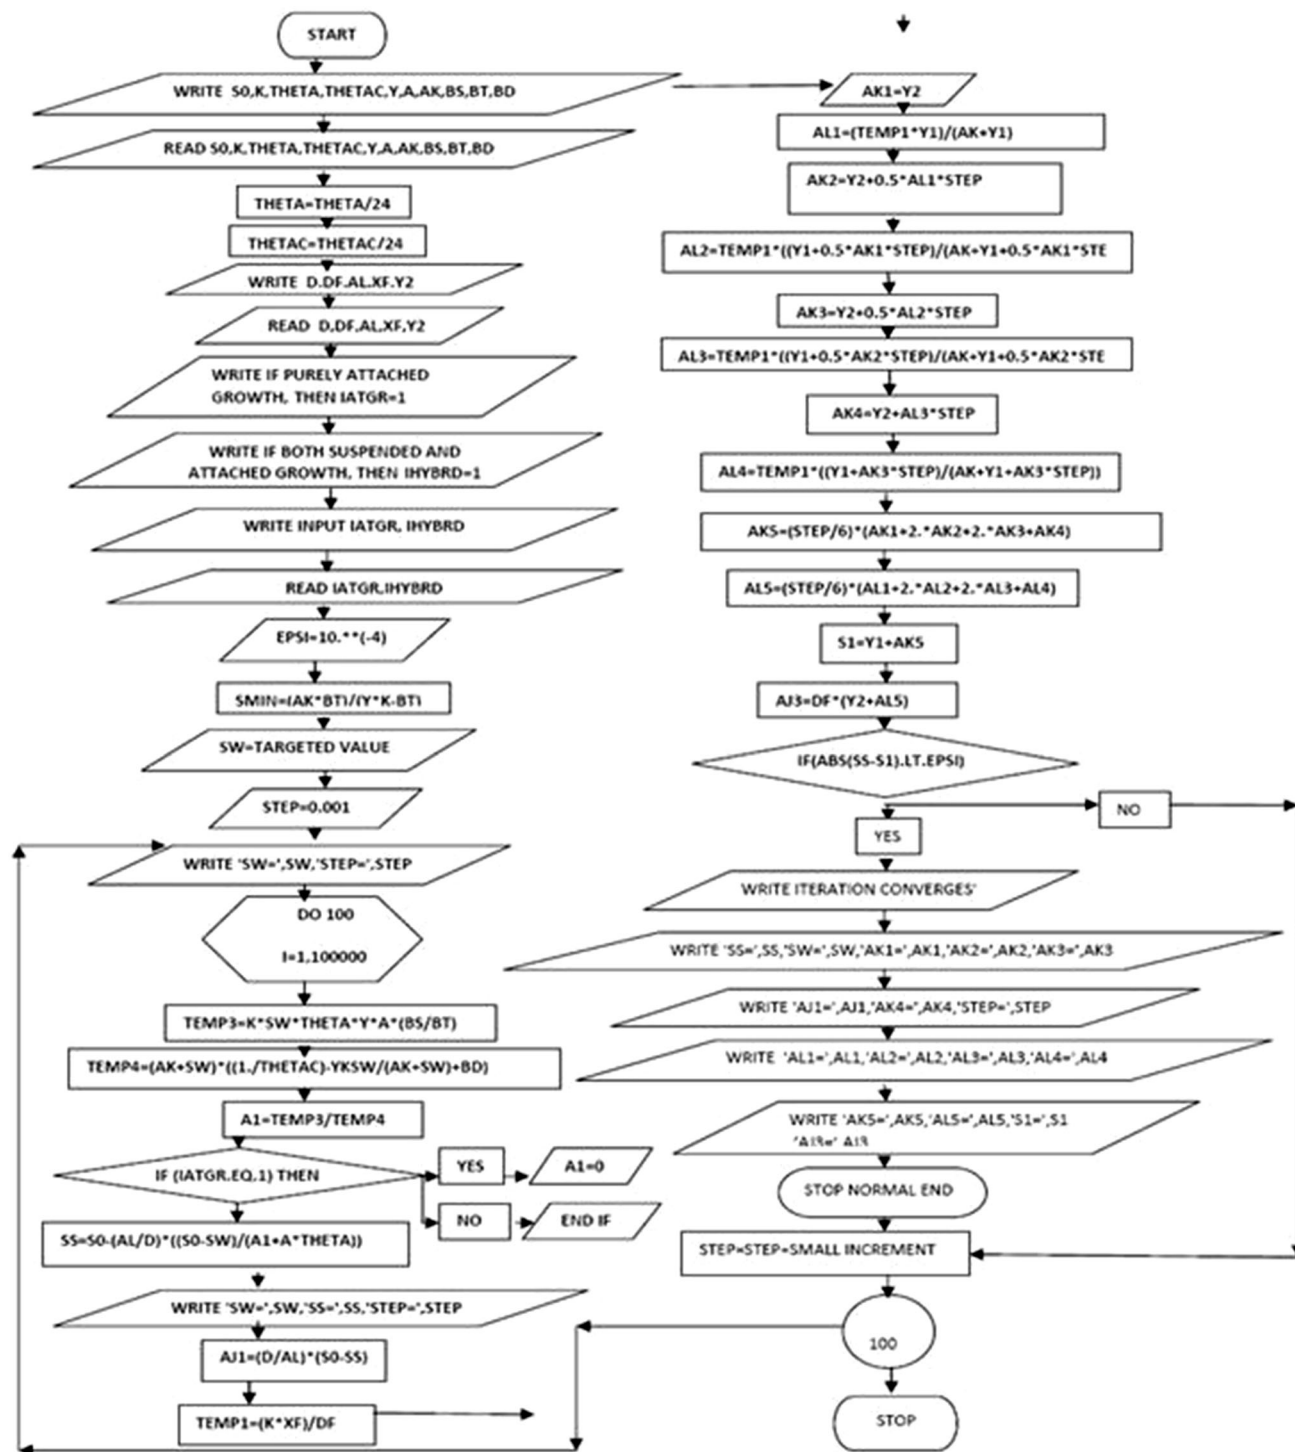 START
WRITE S0,K,THETA,THETAC,Y,A,AK,BS,BT,BD
READ S0,K,THETA,THETAC,Y,A,AK,BS,BT,BD
THETA=THETA/24
THETAC=THETAC/24
WRITE D.DF.AL.XF.Y2
READ D,DF,AL,XF,Y2
WRITE IF PURELY ATTACHED
GROWTH, THEN IATGR=1
WRITE IF BOTH SUSPENDED AND
ATTACHED GROWTH, THEN IHYBRD=1
WRITE INPUT IATGR, IHYBRD
READ IATGR,IHYBRD
EPSI=10.**(-4)
SMIN=(AK*BT)/(Y*K-BT)
SW=TARGETED VALUE
STEP=0.001
WRITE 'SW=',SW,'STEP=',STEP
DO 100
I=1,100000
TEMP3=K*SW*THETA*Y*A*(BS/BT)
TEMP4=(AK+SW)*((1./THETAC)-YKSW/(AK+SW)+BD)
A1=TEMP3/TEMP4
IF (IATGR.EQ.1) THEN
YES
A1=0
NO
END IF
SS=S0-(AL/D)*((S0-SW)/(A1+A*THETA))
WRITE 'SW=',SW,'SS=',SS,'STEP=',STEP
AJ1=(D/AL)*(S0-SS)
TEMP1=(K*XF)/DF
AK1=Y2
AL1=(TEMP1*Y1)/(AK+Y1)
AK2=Y2+0.5*AL1*STEP
AL2=TEMP1*((Y1+0.5*AK1*STEP)/(AK+Y1+0.5*AK1*STE
AK3=Y2+0.5*AL2*STEP
AL3=TEMP1*((Y1+0.5*AK2*STEP)/(AK+Y1+0.5*AK2*STE
AK4=Y2+AL3*STEP
AL4=TEMP1*((Y1+AK3*STEP)/(AK+Y1+AK3*STEP))
AK5=(STEP/6)*(AK1+2.*AK2+2.*AK3+AK4)
AL5=(STEP/6)*(AL1+2.*AL2+2.*AL3+AL4)
S1=Y1+AK5
AJ3=DF*(Y2+AL5)
IF(ABS(SS-S1).LT.EPSI)
NO
YES
WRITE ITERATION CONVERGES'
WRITE 'SS=',SS,'SW=',SW,'AK1=',AK1,'AK2=',AK2,'AK3=',AK3
WRITE 'AJ1=',AJ1,'AK4=',AK4,'STEP=',STEP
WRITE 'AL1=',AL1,'AL2=',AL2,'AL3=',AL3,'AL4=',AL4
WRITE 'AK5=',AK5,'AL5=',AL5,'S1=',S1
'AJ3=',AJ3
STOP NORMAL END
STEP=STEP=SMALL INCREMENT
100
STOP